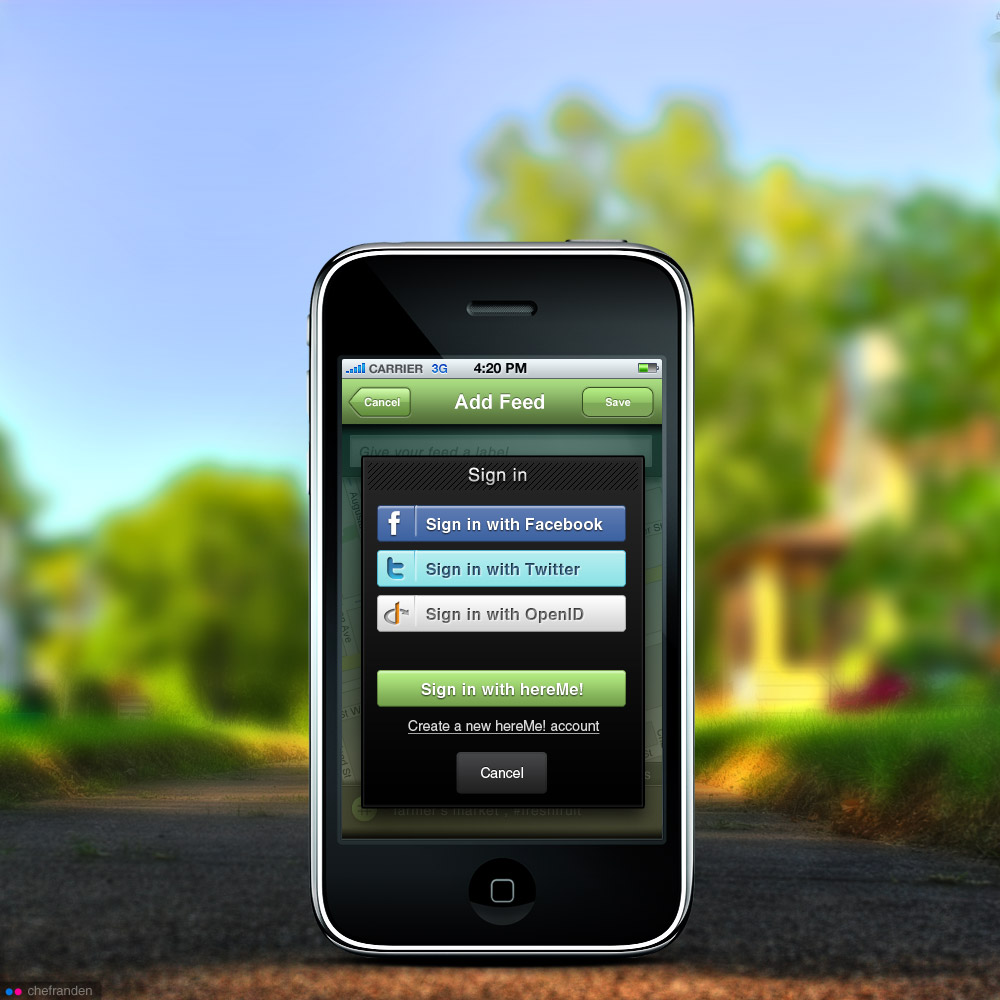 CARRIER 3G 4:20 PM
Cancel Add Feed Save
Give your feed a label
Sign in
f Sign in with Facebook
t Sign in with Twitter
Sign in with OpenID
Sign in with hereMe!
Create a new hereMe! account
Cancel
farmer's market , #freshfruit
chefranden